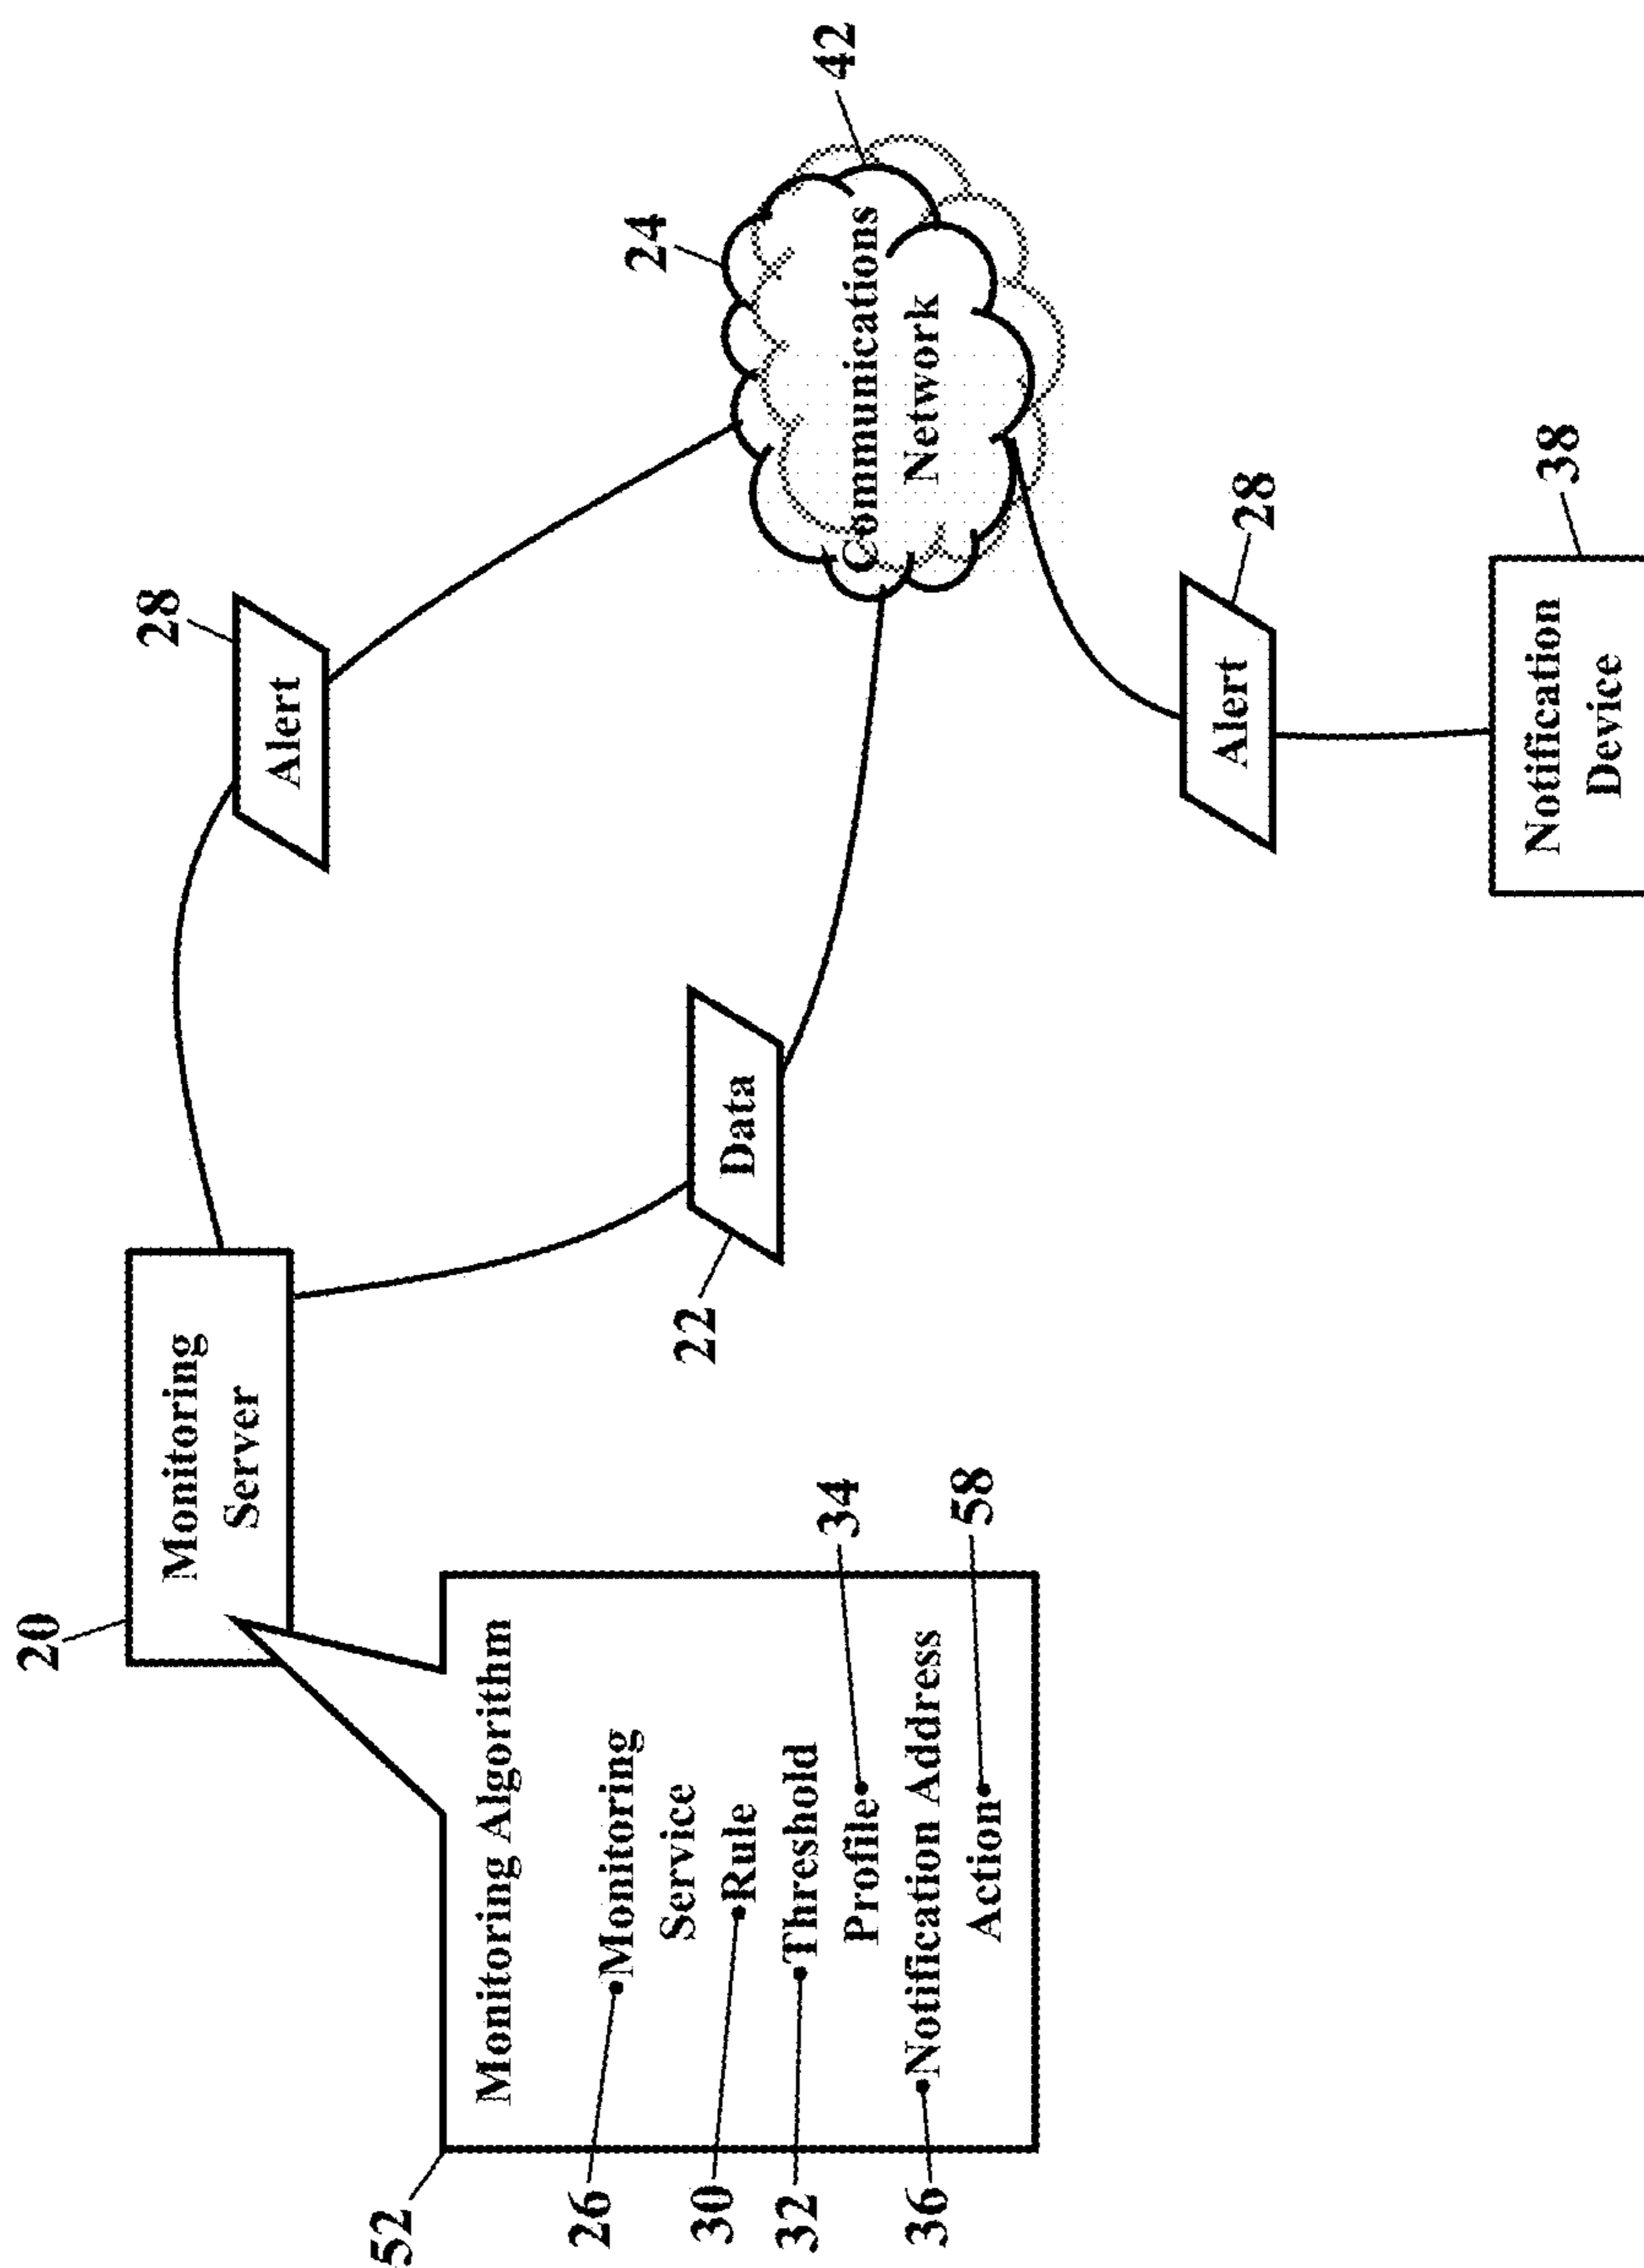 20
Monitoring
Server
28
Alert
52
Monitoring Algorithm
26
Monitoring
Service
30
Rule
32
Threshold
34
Profile
36
Notification Address
58
Action
22
Data
24
42
Communications
Network
28
Alert
38
Notification
Device